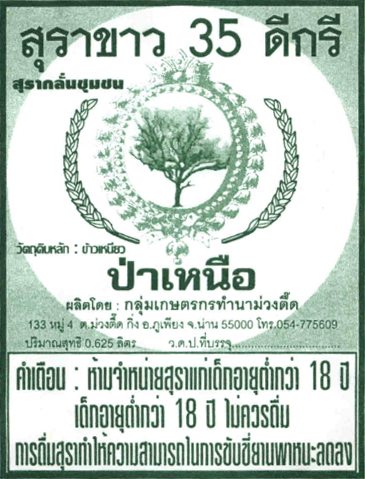 สุราขาว 35 ดีกรี
สุรากลั่นชุมชน
วัตถุดิบหลัก : ข้าวเหนียว
ป่าเหนือ
ผลิตโดย : กลุ่มเกษตรกรทำนาม่วงตึ๊ด
133 หมู่ 4 ต.ม่วงตึ๊ด กิ่ง อ.ภูเพียง จ.น่าน 55000 โทร.054-775609
ปริมาณสุทธิ 0.625 ลิตร ว.ด.ป.ที่บรรจุ..............................
คำเตือน : ห้ามจำหน่ายสุราแก่เด็กอายุต่ำกว่า 18 ปี
เด็กอายุต่ำกว่า 18 ปี ไม่ควรดื่ม
การดื่มสุราทำให้ความสามารถในการขับขี่ยานพาหนะลดลง